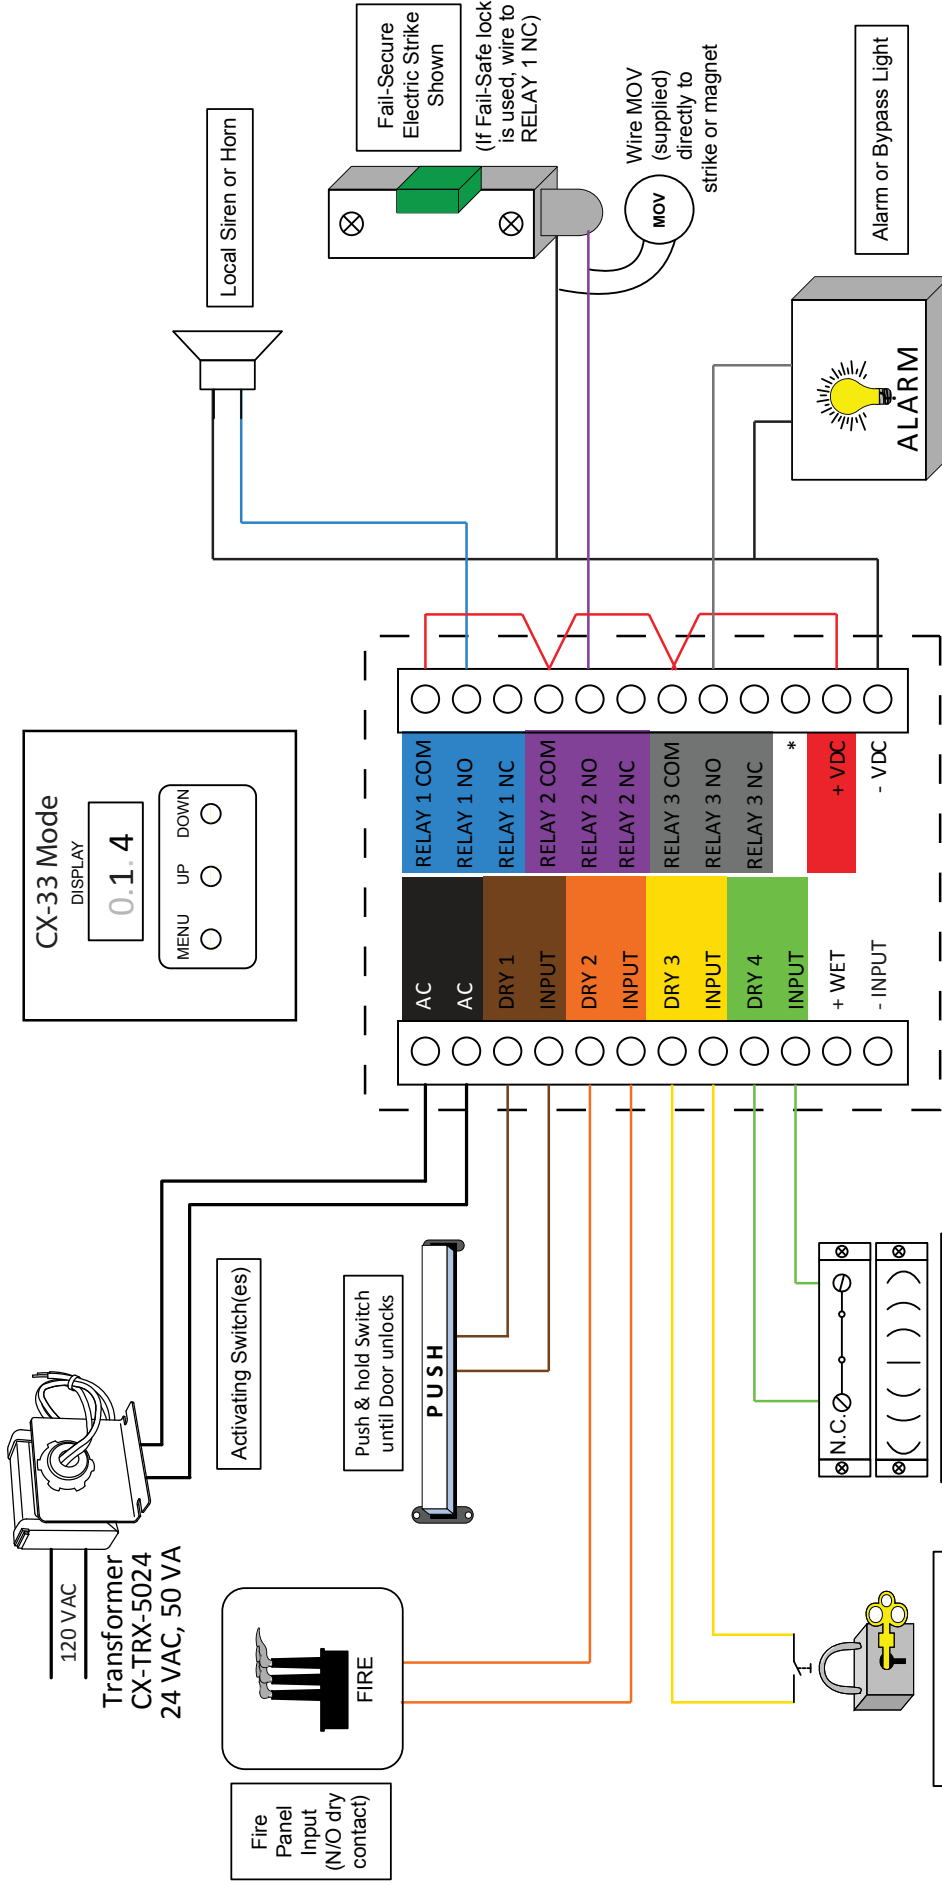 CX-33 Mode
DISPLAY
0.1. 4
MENU
UP
DOWN
120 VAC
Transformer
CX-TRX-5024
24 VAC, 50 VA
Activating Switch(es)
Push & hold Switch
until Door unlocks
PUSH
Fire
Panel
Input
(N/O dry
contact)
FIRE
N.C.
AC
AC
DRY 1
INPUT
DRY 2
INPUT
DRY 3
INPUT
DRY 4
INPUT
+ WET
- INPUT
RELAY 1 COM
RELAY 1 NO
RELAY 1 NC
RELAY 2 COM
RELAY 2 NO
RELAY 2 NC
RELAY 3 COM
RELAY 3 NO
RELAY 3 NC
*
+ VDC
- VDC
Local Siren or Horn
Fail-Secure
Electric Strike
Shown
(If Fail-Safe lock
is used, wire to
RELAY 1 NC)
MOV
Wire MOV
(supplied)
directly to
strike or magnet
Alarm or Bypass Light
ALARM